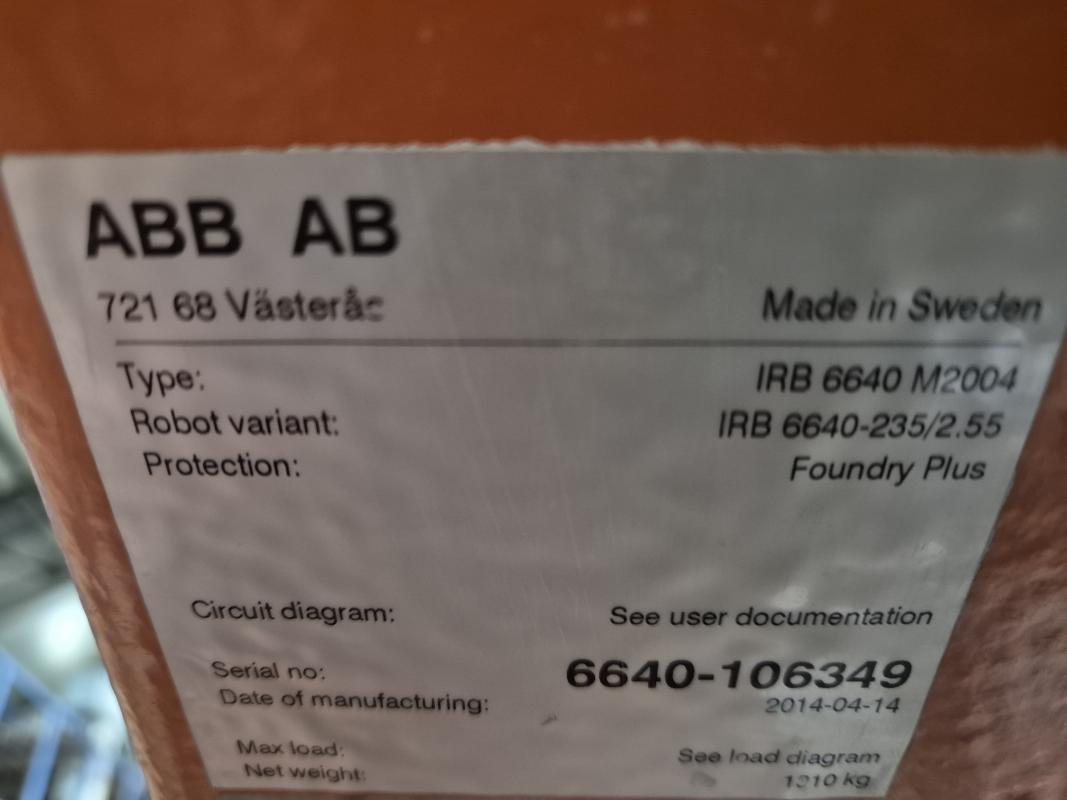 ABB AB
721 68 Västerås
Made in Sweden
Type: IRB 6640 M2004
Robot variant: IRB 6640-235/2.55
Protection: Foundry Plus
Circuit diagram: See user documentation
Serial no: 6640-106349
Date of manufacturing: 2014-04-14
Max load: See load diagram
Net weight: kg